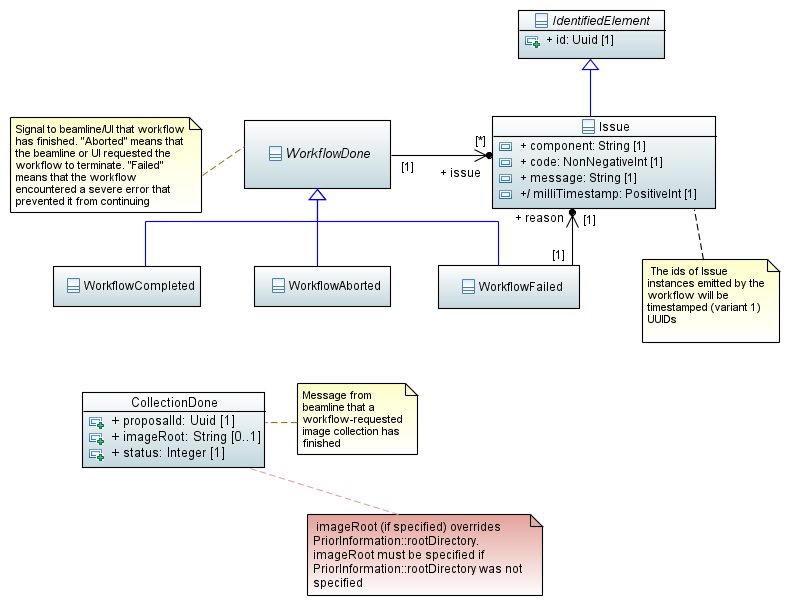 IdentifiedElement
+ id: Uuid [1]
Signal to beamline/UI that workflow
has finished. "Aborted" means that
the beamline or UI requested the
workflow to terminate. "Failed"
means that the workflow
encountered a severe error that
prevented it from continuing
WorkflowDone
[1]
+ issue
[*]
Issue
+ component: String [1]
+ code: NonNegativeInt [1]
+ message: String [1]
+/ milliTimestamp: PositiveInt [1]
+ reason
[1]
[1]
WorkflowCompleted
WorkflowAborted
WorkflowFailed
The ids of Issue
instances emitted by the
workflow will be
timestamped (variant 1)
UUIDs
CollectionDone
+ proposalId: Uuid [1]
+ imageRoot: String [0..1]
+ status: Integer [1]
Message from
beamline that a
workflow-requested
image collection has
finished
imageRoot (if specified) overrides
PriorInformation::rootDirectory.
imageRoot must be specified if
PriorInformation::rootDirectory was not
specified